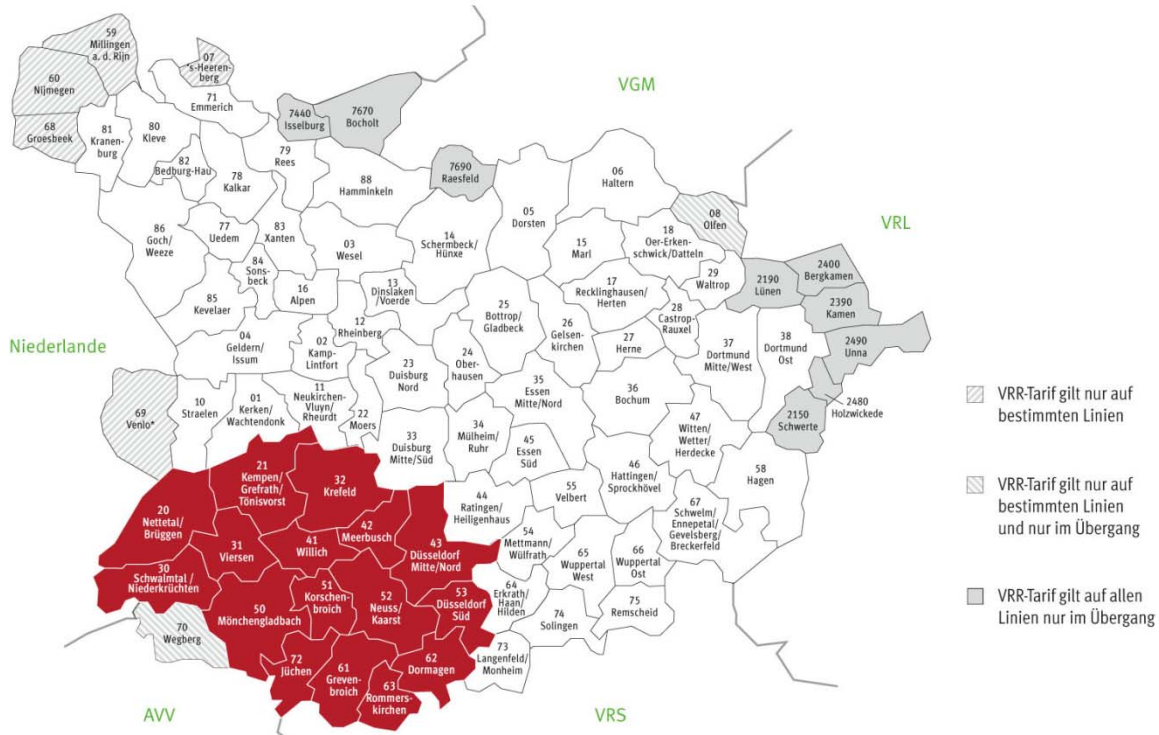 59
Millingen
a. d. Rijn
07
's-Heerenberg
60
Nijmegen
71
Emmerich
VGM
7440
Isselburg
7670
Bocholt
68
Groesbeek
81
Kranen-
burg
80
Kleve
79
Rees
82
Bedburg-Hau
78
Kalkar
88
Hamminkeln
7690
Raesfeld
06
Haltern
08
Olfen
VRL
05
Dorsten
86
Goch/
Weeze
77
Uedem
83
Xanten
03
Wesel
14
Schermbeck/
Hünxe
15
Marl
18
Oer-Erken-
schwick/Datteln
84
Sons-
beck
29
Waltrop
2190
Lünen
2400
Bergkamen
85
Kevelaer
16
Alpen
13
Dinslaken
/Voerde
17
Recklinghausen/
Herten
2390
Kamen
25
Bottrop/
Gladbeck
28
Castrop-
Rauxel
12
Rheinberg
26
Gelsen-
kirchen
Niederlande
04
Geldern/
Issum
02
Kamp-
Lintfort
27
Herne
37
Dortmund
Mitte/West
38
Dortmund
Ost
2490
Unna
23
Duisburg
Nord
24
Ober-
hausen
35
Essen
Mitte/Nord
36
Bochum
2480
Holzwickede
69
Venlo*
10
Straelen
01
Kerken/
Wachtendonk
11
Neukirchen-
Vluyn/
Rheurdt
22
Moers
2150
Schwerte
33
Duisburg
Mitte/Süd
34
Mülheim/
Ruhr
45
Essen
Süd
47
Witten/
Wetter/
Herdecke
21
Kempen/
Grefrath/
Tönisvorst
32
Krefeld
46
Hattingen/
Sprockhövel
58
Hagen
44
Ratingen/
Heiligenhaus
55
Velbert
67
Schwelm/
Ennepetal/
Gevelsberg/
Breckerfeld
20
Nettetal/
Brüggen
42
Meerbusch
41
Willich
43
Düsseldorf
Mitte/Nord
54
Mettmann/
Wülfrath
31
Viersen
65
Wuppertal
West
66
Wuppertal
Ost
30
Schwalmtal/
Niederkrüchten
51
Korschen-
broich
52
Neuss/
Kaarst
53
Düsseldorf
Süd
64
Erkrath/
Haan/
Hilden
75
Remscheid
50
Mönchengladbach
74
Solingen
70
Wegberg
72
Jüchen
61
Greven-
broich
62
Dormagen
73
Langenfeld/
Monheim
63
Rommers-
kirchen
AVV
VRS
VRR-Tarif gilt nur auf
bestimmten Linien
VRR-Tarif gilt nur auf
bestimmten Linien
und nur im Übergang
VRR-Tarif gilt auf allen
Linien nur im Übergang